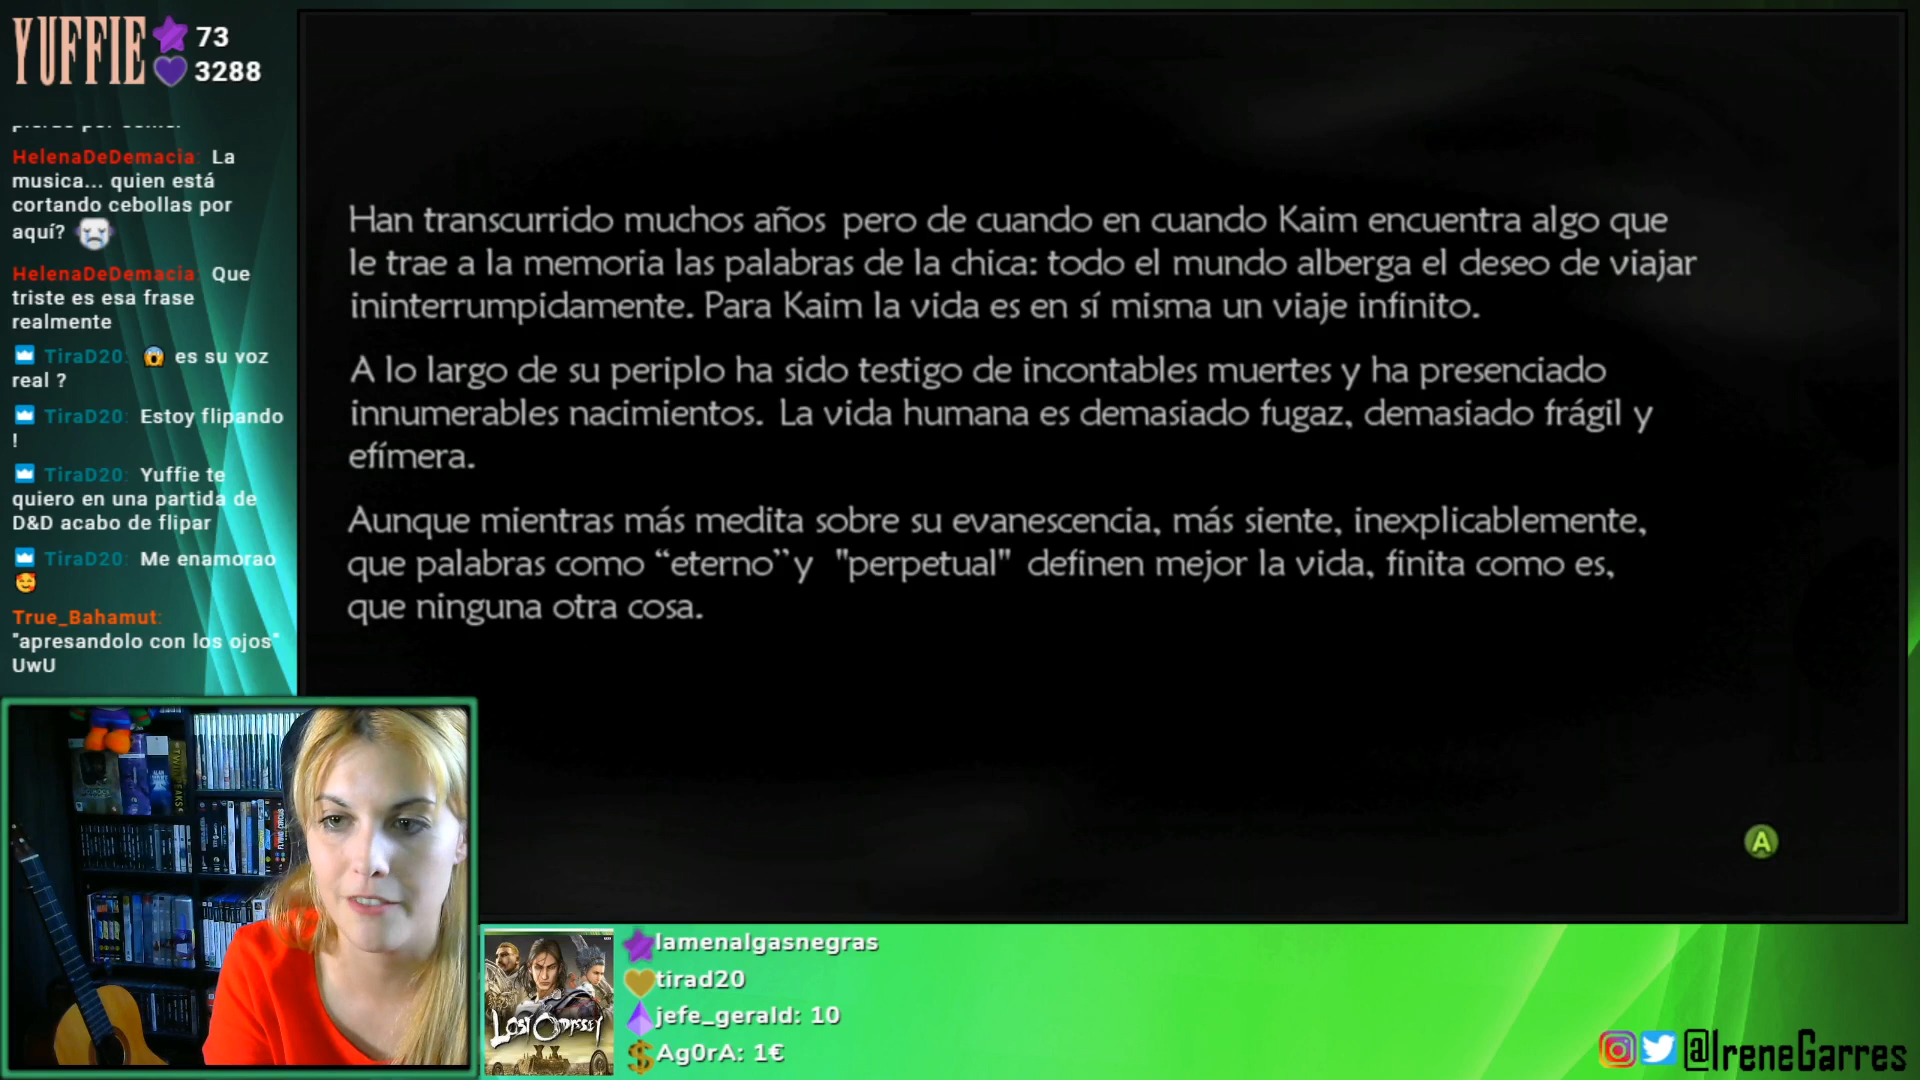 YUFFIE
73
3288
HelenaDeDemacia: La
musica... quien está
cortando cebollas por
aquí?
HelenaDeDemacia: Que
triste es esa frase
realmente
TiraD20: es su voz
real ?
TiraD20: Estoy flipando
!
TiraD20: Yuffie te
quiero en una partida de
D&D acabo de flipar
TiraD20: Me enamorao
True_Bahamut:
"apresandolo con los ojos"
UwU
Han transcurrido muchos años pero de cuando en cuando Kaim encuentra algo que
le trae a la memoria las palabras de la chica: todo el mundo alberga el deseo de viajar
ininterrumpidamente. Para Kaim la vida es en sí misma un viaje infinito.
A lo largo de su periplo ha sido testigo de incontables muertes y ha presenciado
innumerables nacimientos. La vida humana es demasiado fugaz, demasiado frágil y
efímera.
Aunque mientras más medita sobre su evanescencia, más siente, inexplicablemente,
que palabras como “eterno” y "perpetual" definen mejor la vida, finita como es,
que ninguna otra cosa.
A
LOST ODYSSEY
lamenalgasnegras
tirad20
jefe_gerald: 10
Ag0rA: 1€
@IreneGarres